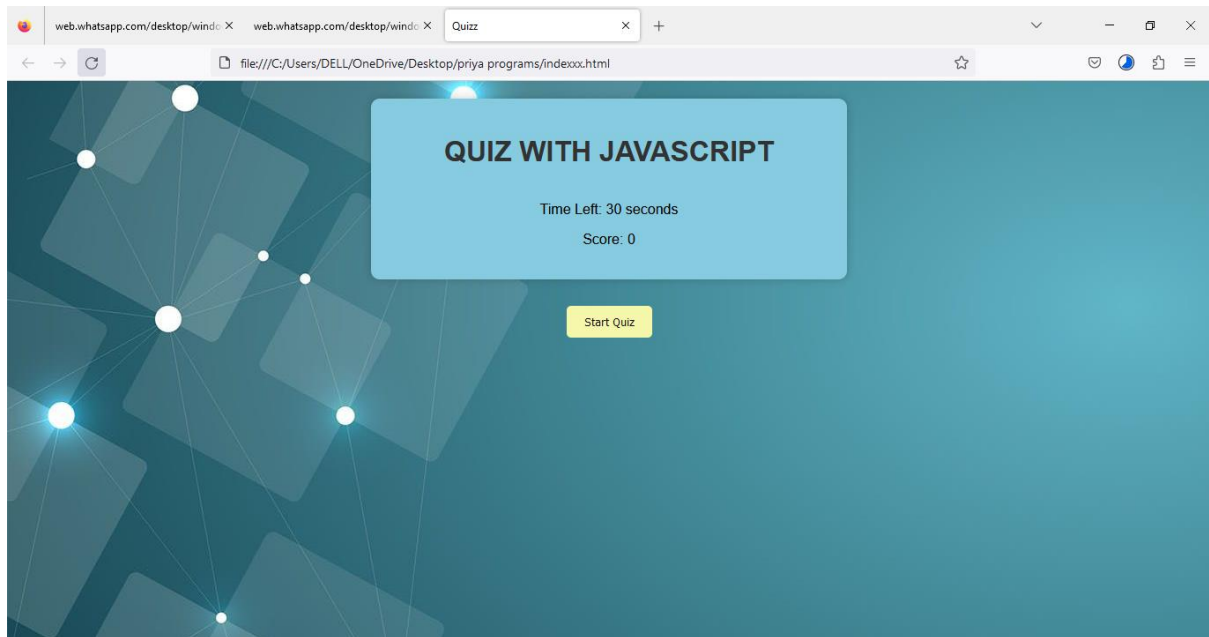 web.whatsapp.com/desktop/windo
web.whatsapp.com/desktop/windo
Quizz
file:///C:/Users/DELL/OneDrive/Desktop/priya programs/indexxx.html
QUIZ WITH JAVASCRIPT
Time Left: 30 seconds
Score: 0
Start Quiz